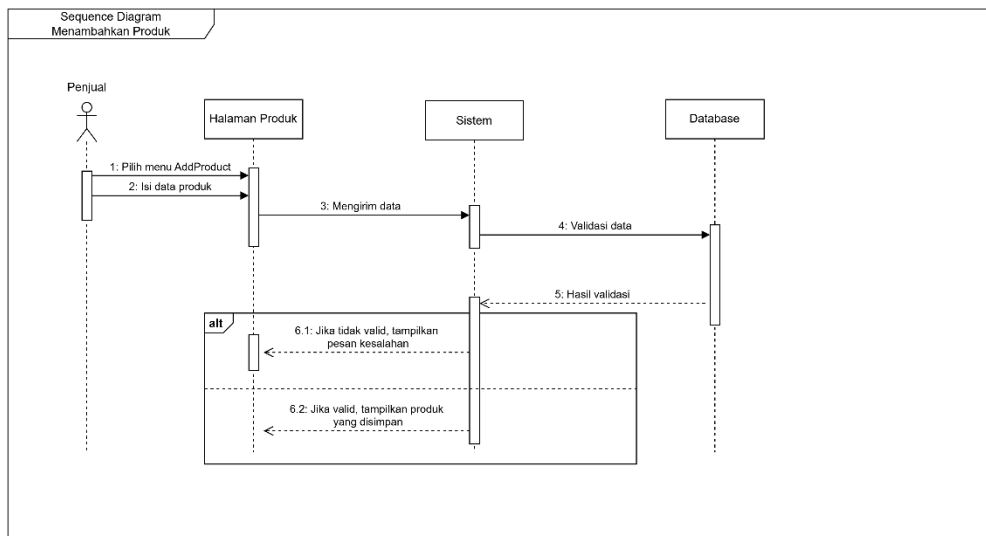 Sequence Diagram
Menambahkan Produk
Penjual
Halaman Produk
Sistem
Database
1: Pilih menu AddProduct
2: Isi data produk
3: Mengirim data
4: Validasi data
5: Hasil validasi
alt
6.1: Jika tidak valid, tampilkan
pesan kesalahan
6.2: Jika valid, tampilkan produk
yang disimpan